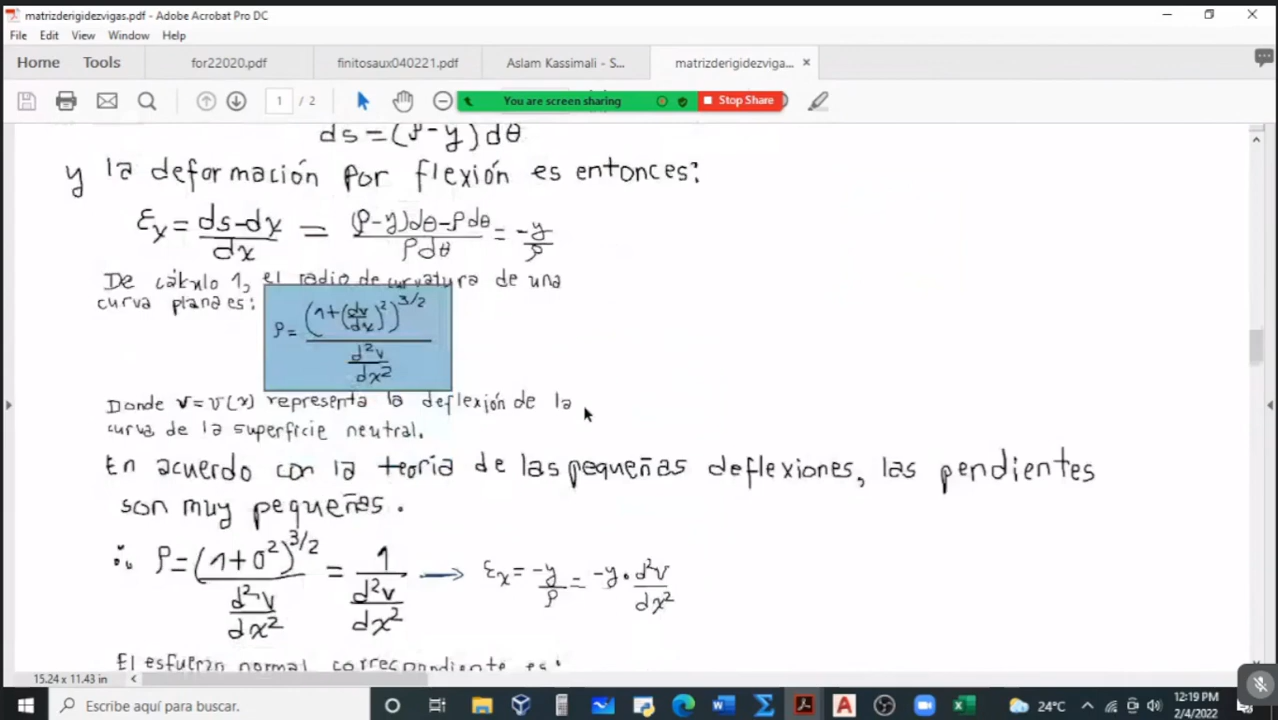 matrizderigidezvigas.pdf - Adobe Acrobat Pro DC
File Edit View Window Help
Home Tools for22020.pdf finitosaux040221.pdf Aslam Kassimali - S... matrizderigidezviga... ×
1 / 2 You are screen sharing Stop Share
ds=(ρ-y)dθ
y la deformación por flexión es entonces:
εx = (ds-dx)/dx = ((ρ-y)dθ-ρdθ)/(ρdθ) = -y/ρ
De cálculo 1, el radio de curvatura de una
curva plana es:
ρ = (1+(dv/dx)²)^3/2 / (d²v/dx²)
Donde v=v(x) representa la deflexión de la
curva de la superficie neutral.
En acuerdo con la teoría de las pequeñas deflexiones, las pendientes
son muy pequeñas.
∴ ρ = (1+0²)^3/2 / (d²v/dx²) = 1 / (d²v/dx²) → εx = -y/ρ = -y · d²v/dx²
El esfuerzo normal correspondiente es:
15.24 x 11.43 in
Escribe aquí para buscar.
24°C
12:19 PM
2/4/2022